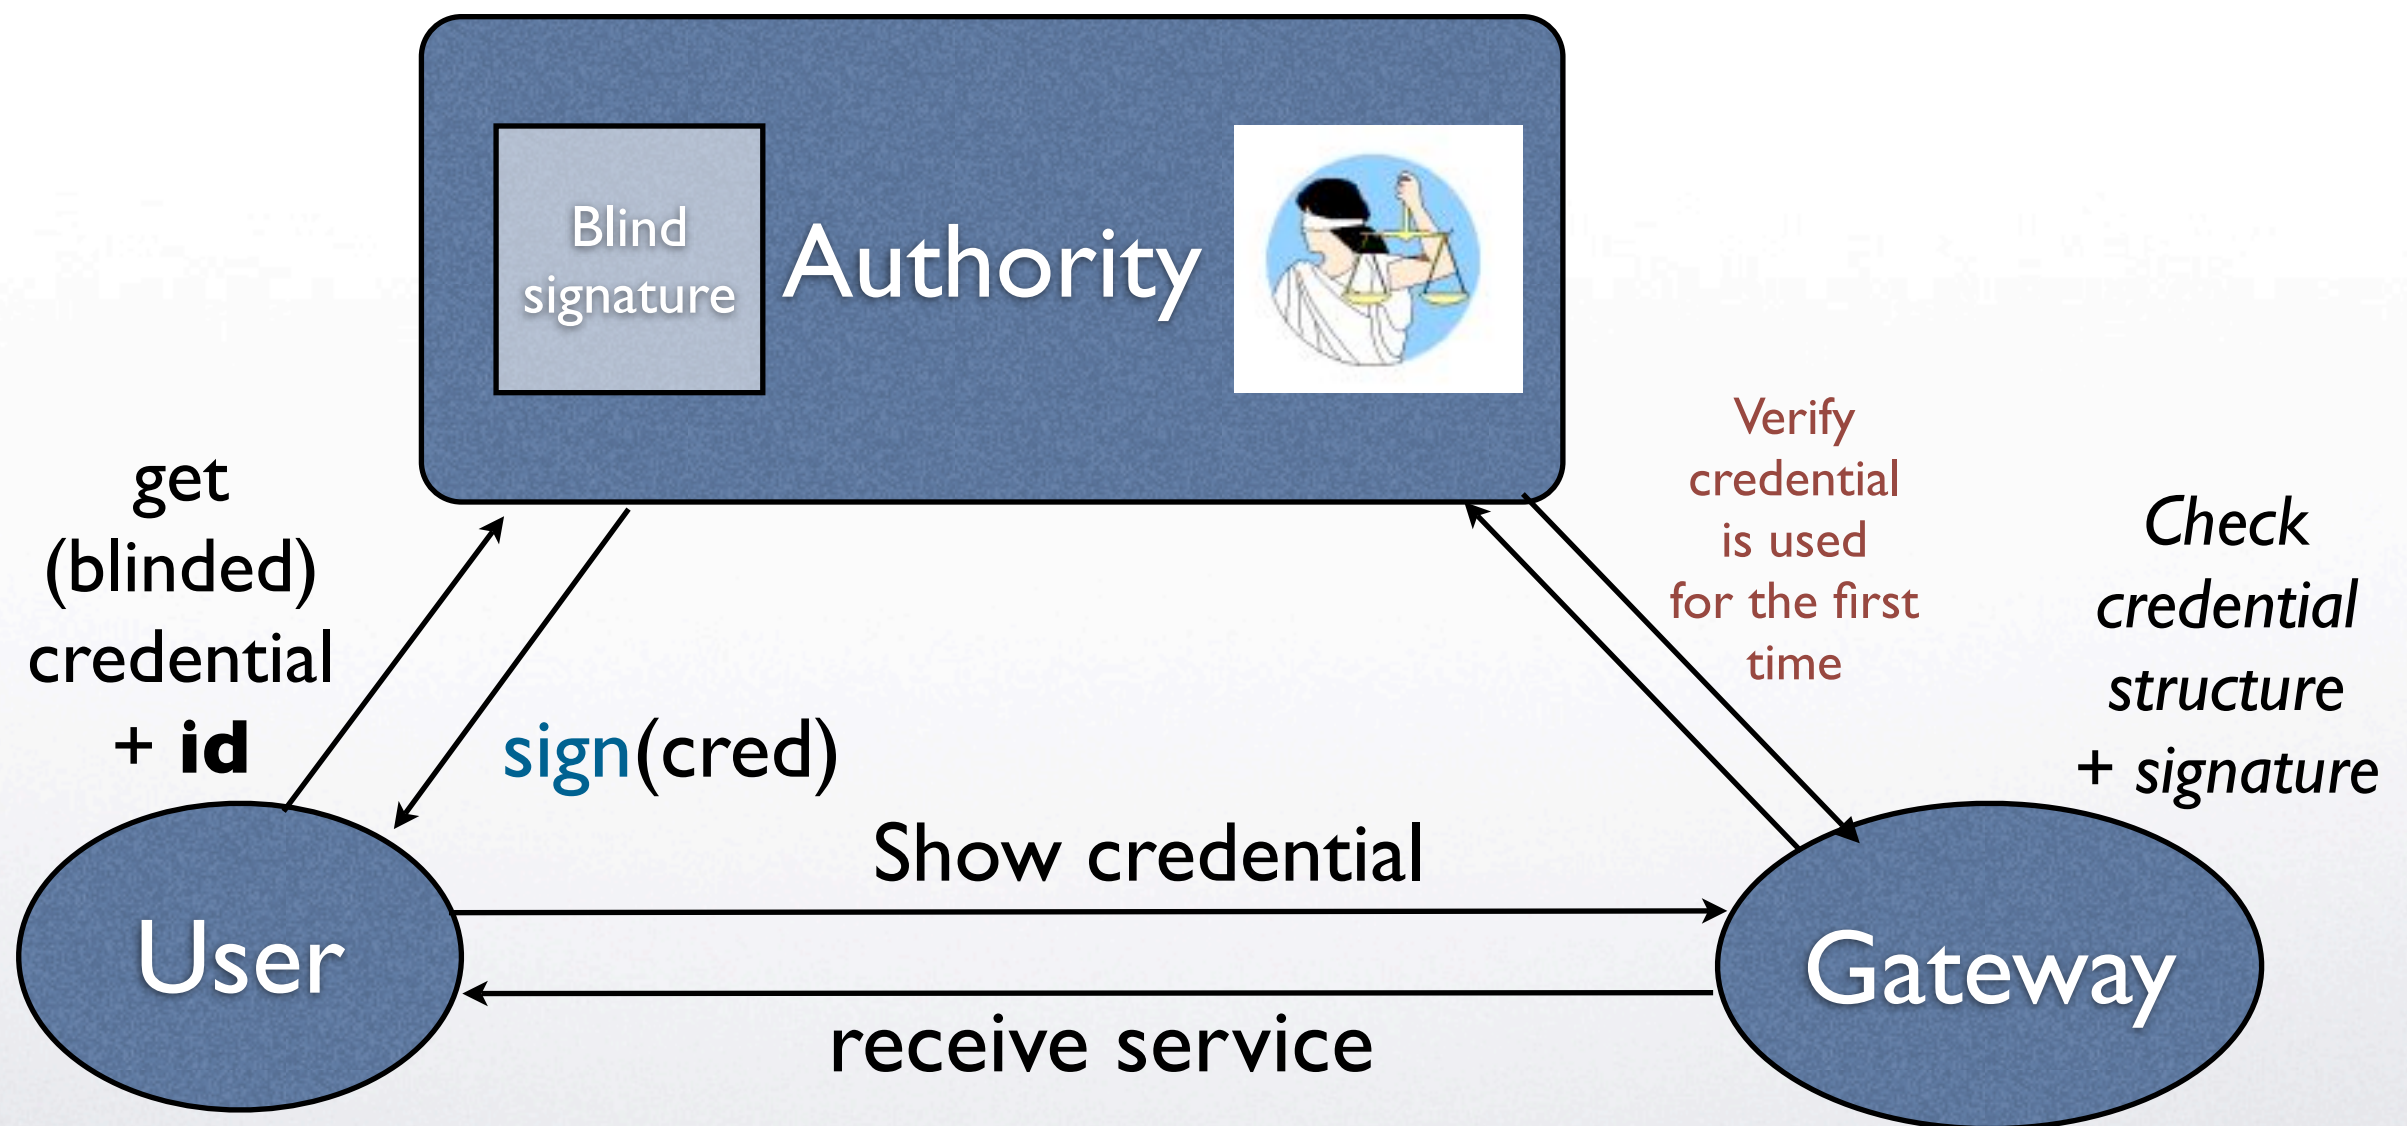 Blind
signature
Authority
get
(blinded)
credential
+ id
sign(cred)
Verify
credential
is used
for the first
time
Check
credential
structure
+ signature
Show credential
User
Gateway
receive service